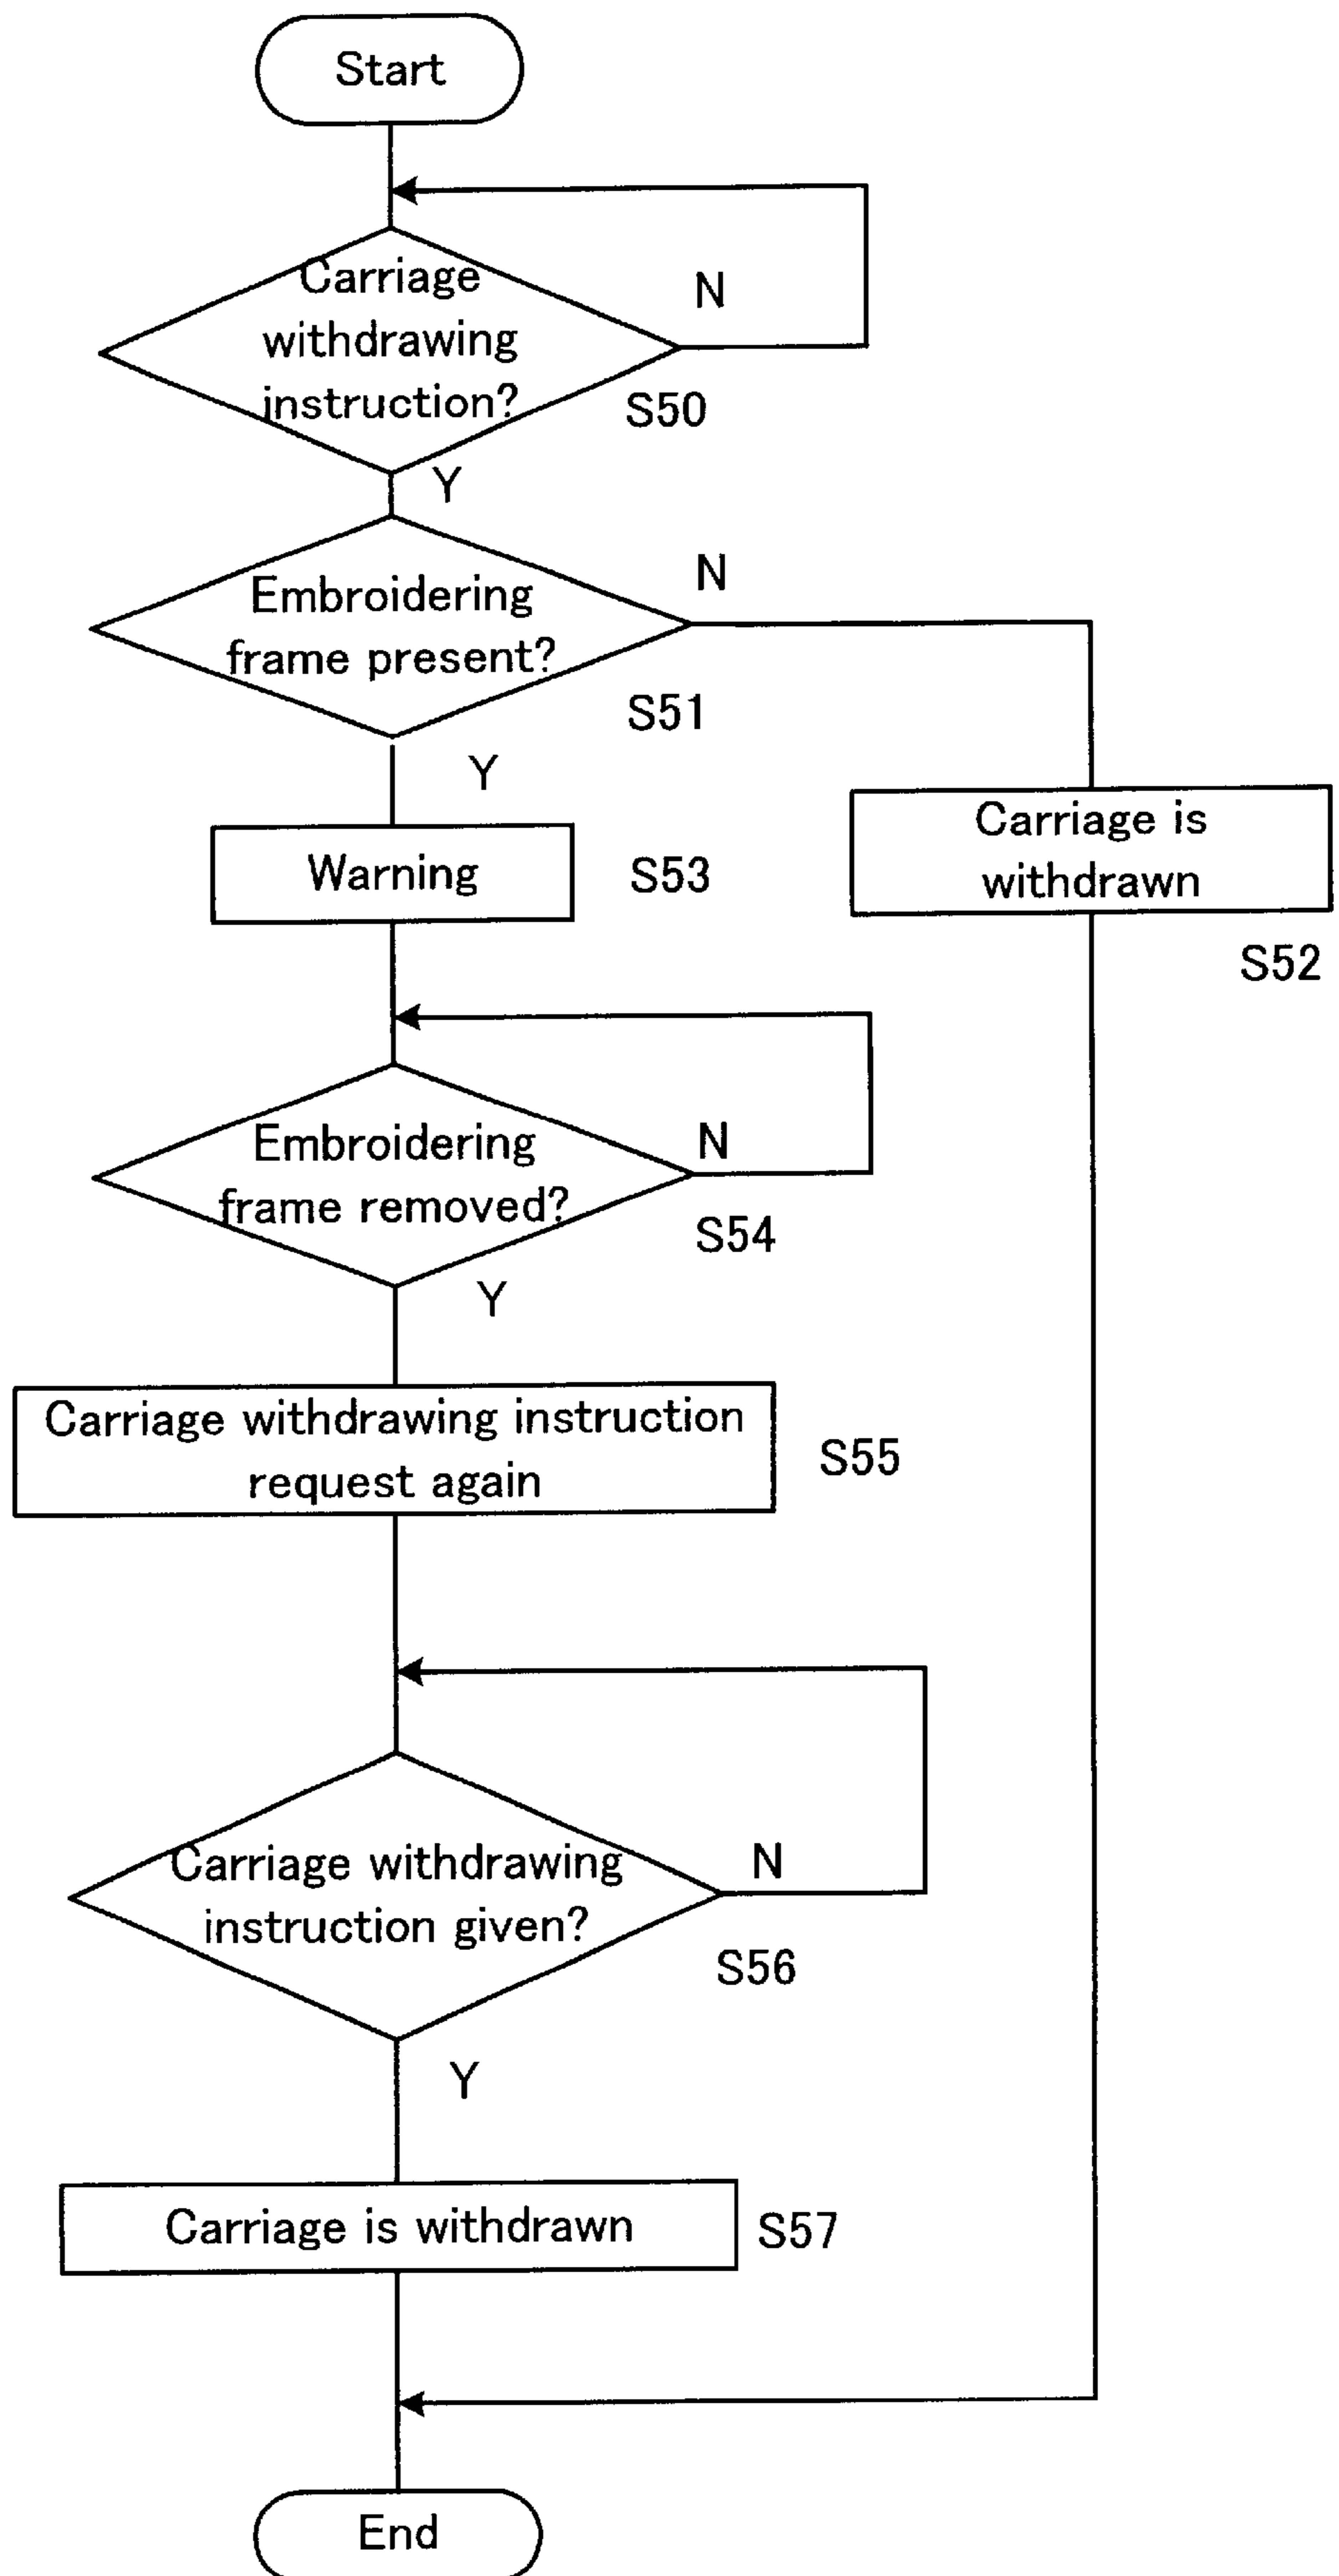 Start
Carriage
withdrawing
instruction?
N
S50
Y
Embroidering
frame present?
N
S51
Y
Warning
S53
Carriage is
withdrawn
S52
Embroidering
frame removed?
N
S54
Y
Carriage withdrawing instruction
request again
S55
Carriage withdrawing
instruction given?
N
S56
Y
Carriage is withdrawn
S57
End